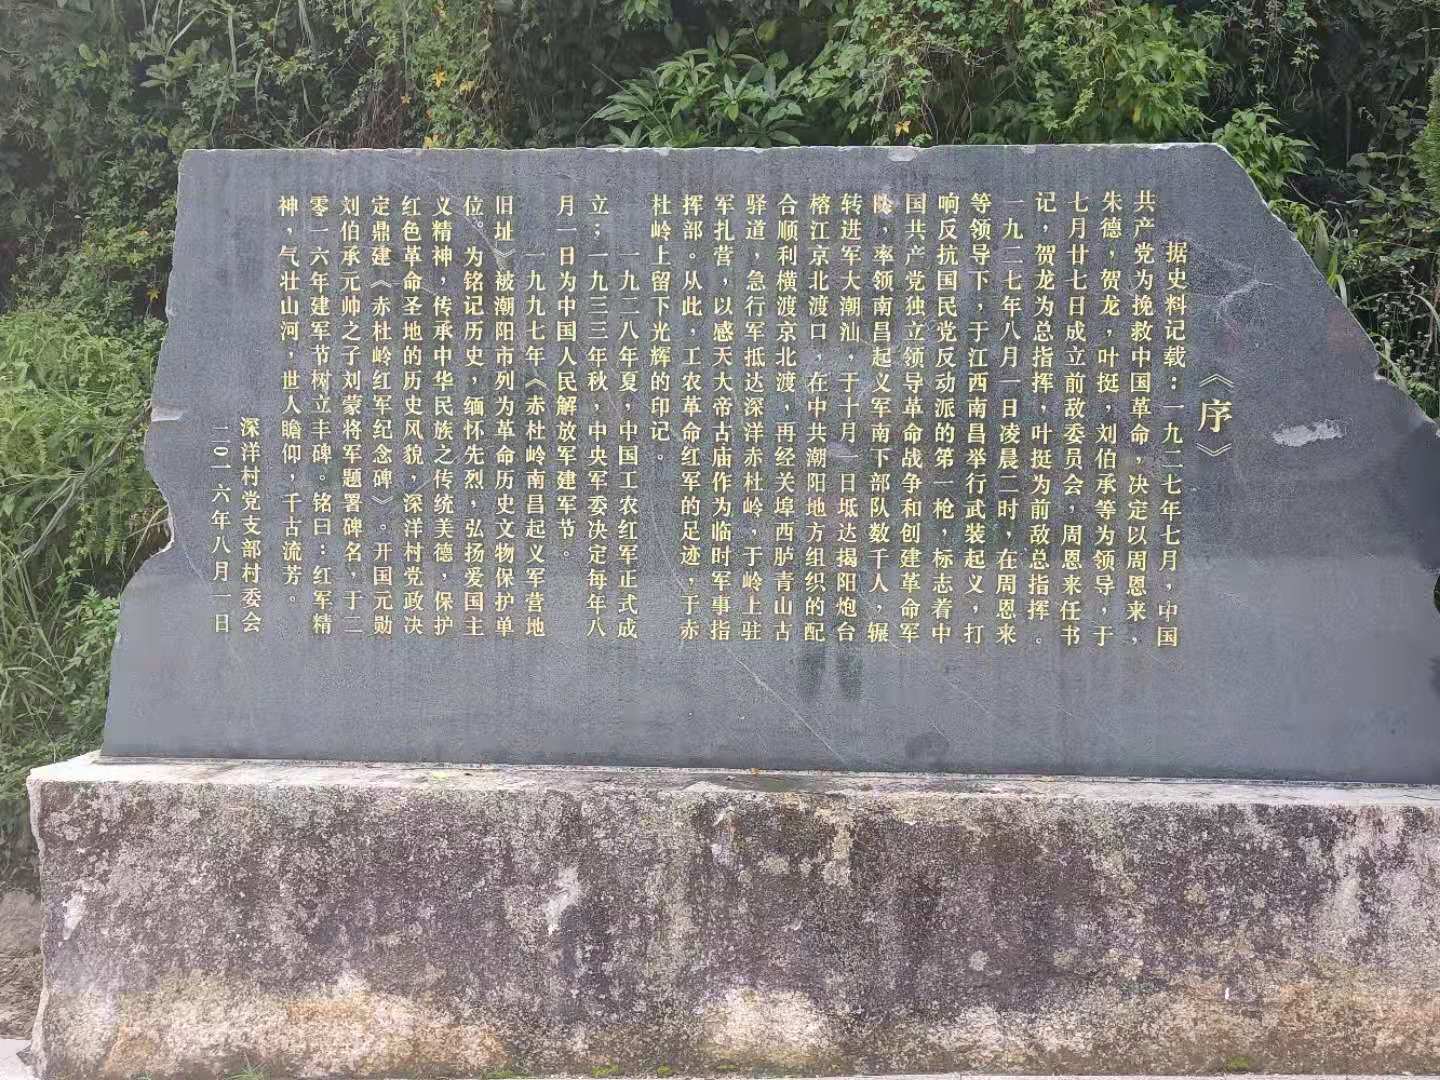 《序》
据史料记载：一九二七年七月，中国
共产党为挽救中国革命，决定以周恩来，
朱德，贺龙，叶挺，刘伯承等为领导，于
七月廿七日成立前敌委员会，周恩来任书
记，贺龙为总指挥，叶挺为前敌总指挥。
一九二七年八月一日凌晨二时，在周恩来
等领导下，于江西南昌举行武装起义，打
响反抗国民党反动派的第一枪，标志着中
国共产党独立领导革命战争和创建革命军
队，率领南昌起义军南下部队数千人，辗
转进军大潮汕，于十月一日坻达揭阳炮台
榕江京北渡口，在中共潮阳地方组织的配
合顺利横渡京北渡，再经关埠西胪青山古
驿道，急行军抵达深洋赤杜岭，于岭上驻
军扎营，以感天大帝古庙作为临时军事指
挥部。从此，工农革命红军的足迹，于赤
杜岭上留下光辉的印记。
一九二八年夏，中国工农红军正式成
立；一九三三年秋，中央军委决定每年八
月一日为中国人民解放军建军节。
一九九七年《赤杜岭南昌起义军营地
旧址》被潮阳市列为革命历史文物保护单
位。为铭记历史，缅怀先烈，弘扬爱国主
义精神，传承中华民族之传统美德，保护
红色革命圣地的历史风貌，深洋村党政决
定鼎建《赤杜岭红军纪念碑》。开国元勋
刘伯承元帅之子刘蒙将军题署碑名，于二
零一六年建军节树立丰碑。铭曰：红军精
神，气壮山河，世人瞻仰，千古流芳。
深洋村党支部村委会
二0一六年八月一日